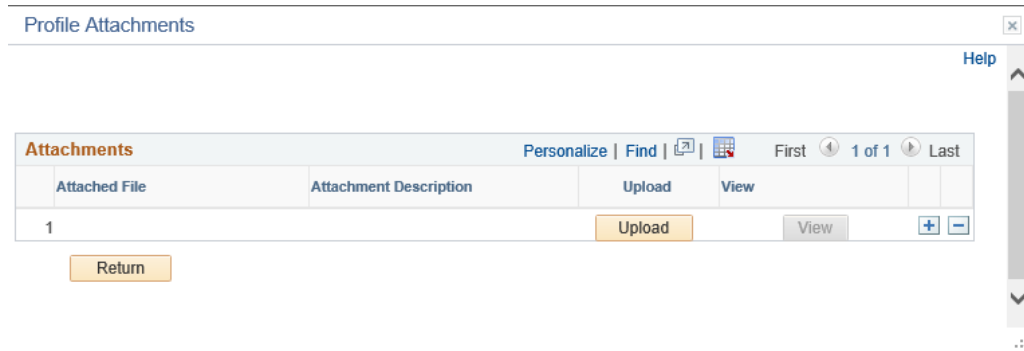 Profile Attachments
Help
Attachments Personalize | Find | | First 1 of 1 Last
Attached File Attachment Description Upload View
1 Upload View
Return